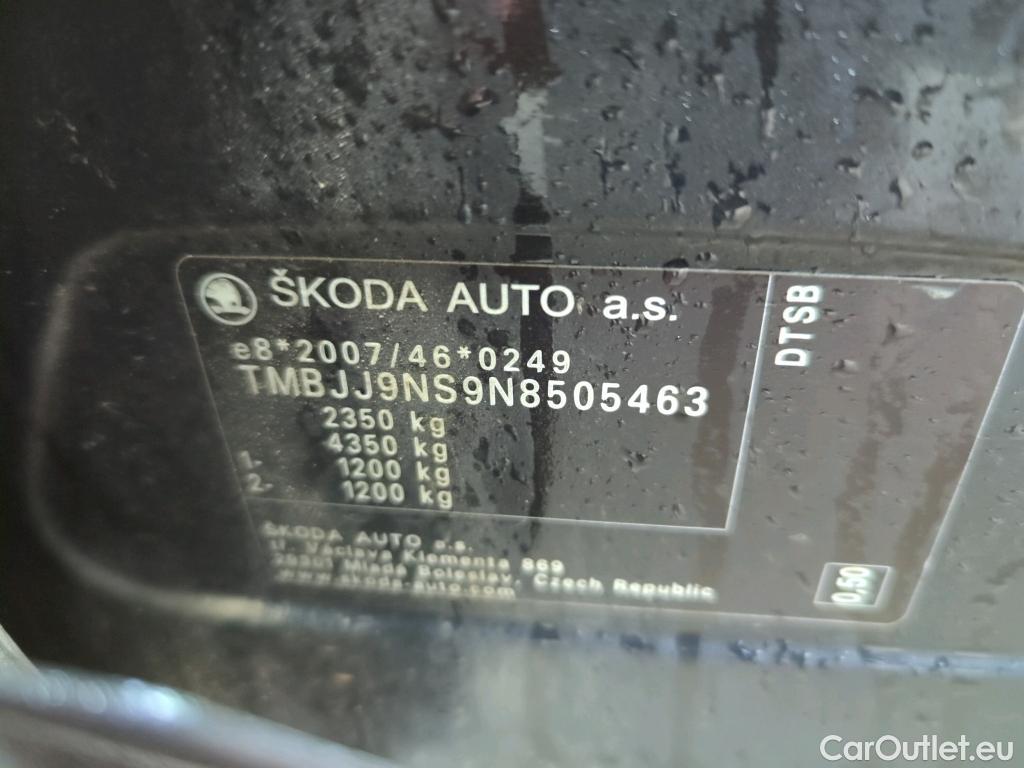 ŠKODA AUTO a.s.
e8*2007/46*0249
TMBJJ9NS9N8505463
2350 kg
4350 kg
1. 1200 kg
2. 1200 kg
ŠKODA AUTO a.s.
tř. Václava Klementa 869
Mladá Boleslav, Czech Republic
www.skoda-auto.com
DTSB
0,50
CarOutlet.eu